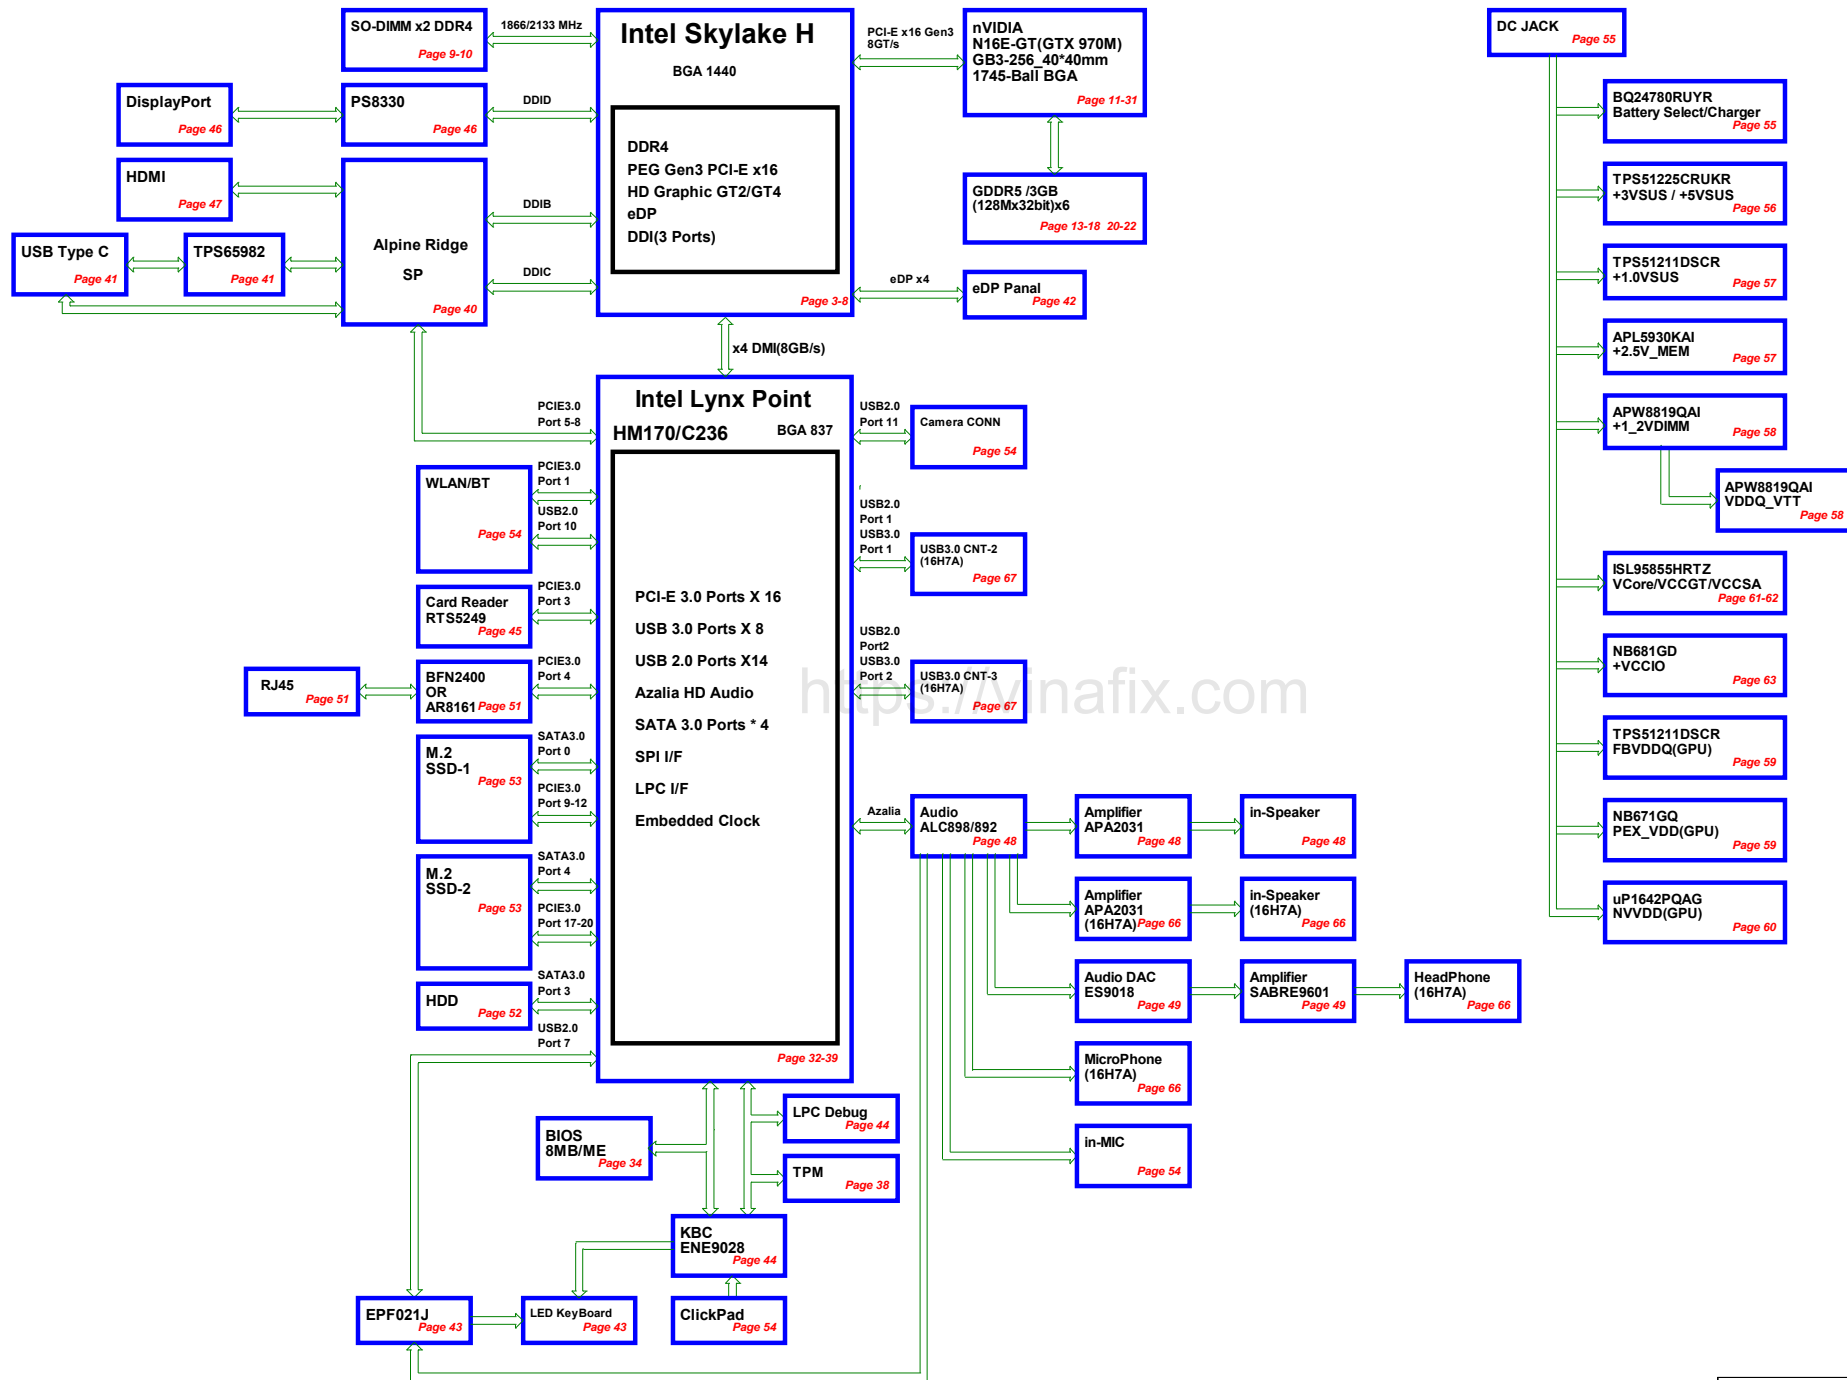 SO-DIMM x2 DDR4
Page 9-10
1866/2133 MHz
Intel Skylake H
BGA 1440
DDR4
PEG Gen3 PCI-E x16
HD Graphic GT2/GT4
eDP
DDI(3 Ports)
Page 3-8
PCI-E x16 Gen3
8GT/s
nVIDIA
N16E-GT(GTX 970M)
GB3-256_40*40mm
1745-Ball BGA
Page 11-31
GDDR5 /3GB
(128Mx32bit)x6
Page 13-18 20-22
eDP x4
eDP Panal
Page 42
DisplayPort
Page 46
PS8330
Page 46
DDID
HDMI
Page 47
Alpine Ridge
SP
Page 40
DDIB
DDIC
USB Type C
Page 41
TPS65982
Page 41
x4 DMI(8GB/s)
Intel Lynx Point
HM170/C236
BGA 837
PCI-E 3.0 Ports X 16
USB 3.0 Ports X 8
USB 2.0 Ports X14
Azalia HD Audio
SATA 3.0 Ports * 4
SPI I/F
LPC I/F
Embedded Clock
Page 32-39
PCIE3.0
Port 5-8
WLAN/BT
Page 54
PCIE3.0
Port 1
USB2.0
Port 10
Card Reader
RTS5249
Page 45
PCIE3.0
Port 3
RJ45
Page 51
BFN2400
OR
AR8161
Page 51
PCIE3.0
Port 4
M.2
SSD-1
Page 53
SATA3.0
Port 0
PCIE3.0
Port 9-12
M.2
SSD-2
Page 53
SATA3.0
Port 4
PCIE3.0
Port 17-20
HDD
Page 52
SATA3.0
Port 3
USB2.0
Port 7
USB2.0
Port 11
Camera CONN
Page 54
USB2.0
Port 1
USB3.0
Port 1
USB3.0 CNT-2
(16H7A)
Page 67
USB2.0
Port2
USB3.0
Port 2
USB3.0 CNT-3
(16H7A)
Page 67
https://vinafix.com
Azalia
Audio
ALC898/892
Page 48
Amplifier
APA2031
Page 48
in-Speaker
Page 48
Amplifier
APA2031
(16H7A)
Page 66
in-Speaker
(16H7A)
Page 66
Audio DAC
ES9018
Page 49
Amplifier
SABRE9601
Page 49
HeadPhone
(16H7A)
Page 66
MicroPhone
(16H7A)
Page 66
in-MIC
Page 54
BIOS
8MB/ME
Page 34
LPC Debug
Page 44
TPM
Page 38
KBC
ENE9028
Page 44
EPF021J
Page 43
LED KeyBoard
Page 43
ClickPad
Page 54
DC JACK
Page 55
BQ24780RUYR
Battery Select/Charger
Page 55
TPS51225CRUKR
+3VSUS / +5VSUS
Page 56
TPS51211DSCR
+1.0VSUS
Page 57
APL5930KAI
+2.5V_MEM
Page 57
APW8819QAI
+1_2VDIMM
Page 58
APW8819QAI
VDDQ_VTT
Page 58
ISL95855HRTZ
VCore/VCCGT/VCCSA
Page 61-62
NB681GD
+VCCIO
Page 63
TPS51211DSCR
FBVDDQ(GPU)
Page 59
NB671GQ
PEX_VDD(GPU)
Page 59
uP1642PQAG
NVVDD(GPU)
Page 60